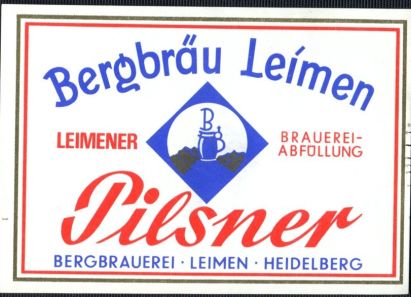 Bergbräu Leimen
B
LEIMENER
BRAUEREI-
ABFÜLLUNG
Pilsner
BERGBRAUEREI · LEIMEN · HEIDELBERG